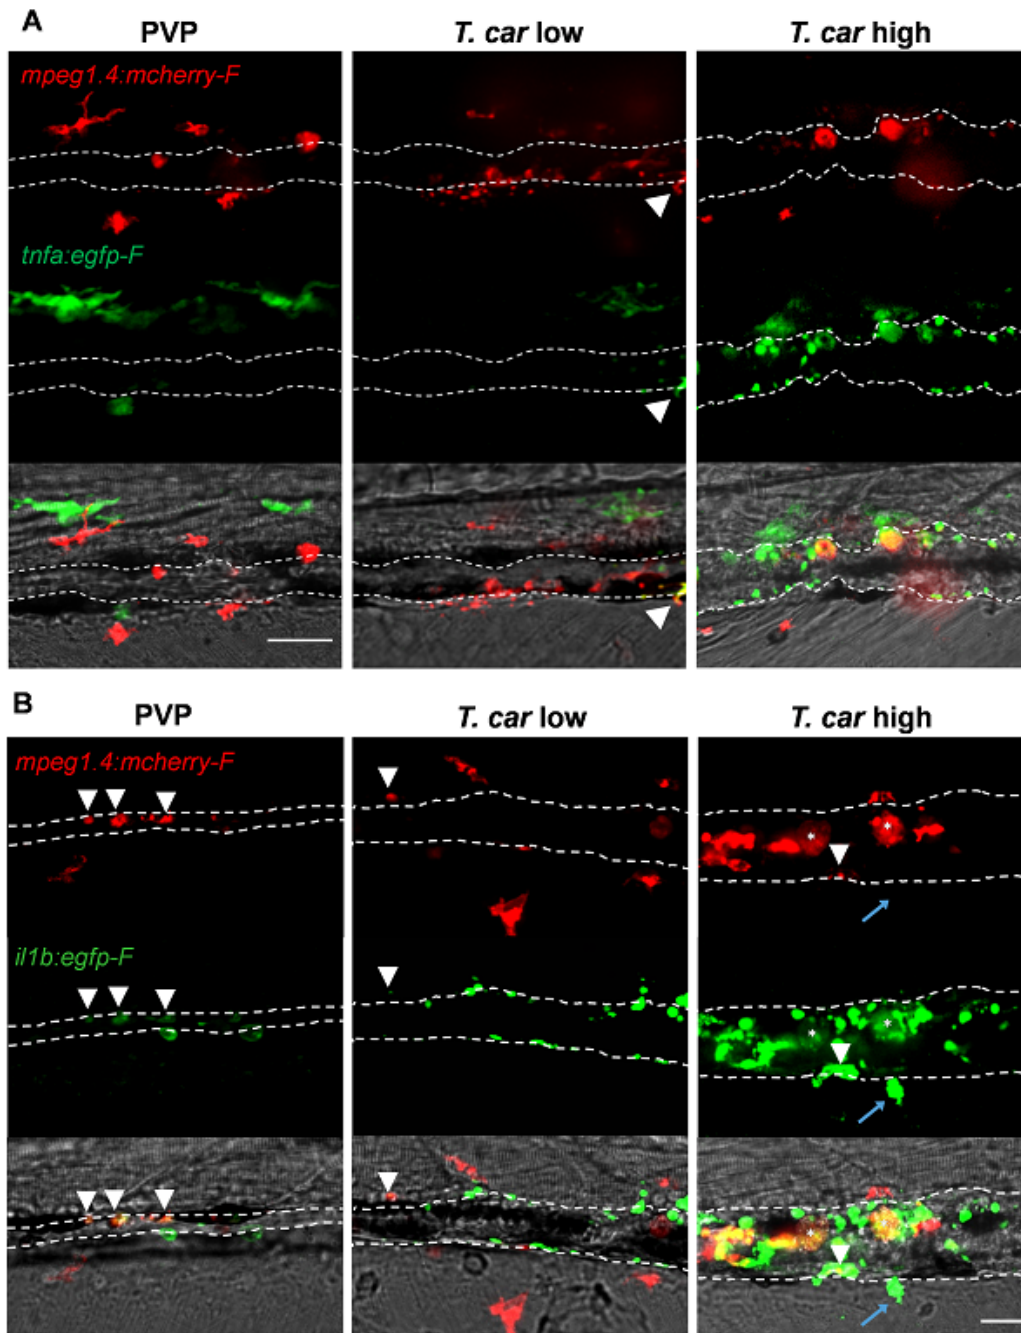 A
PVP
T. car low
T. car high
mpeg1.4:mcherry-F
tnfa:egfp-F
B
PVP
T. car low
T. car high
mpeg1.4:mcherry-F
il1b:egfp-F